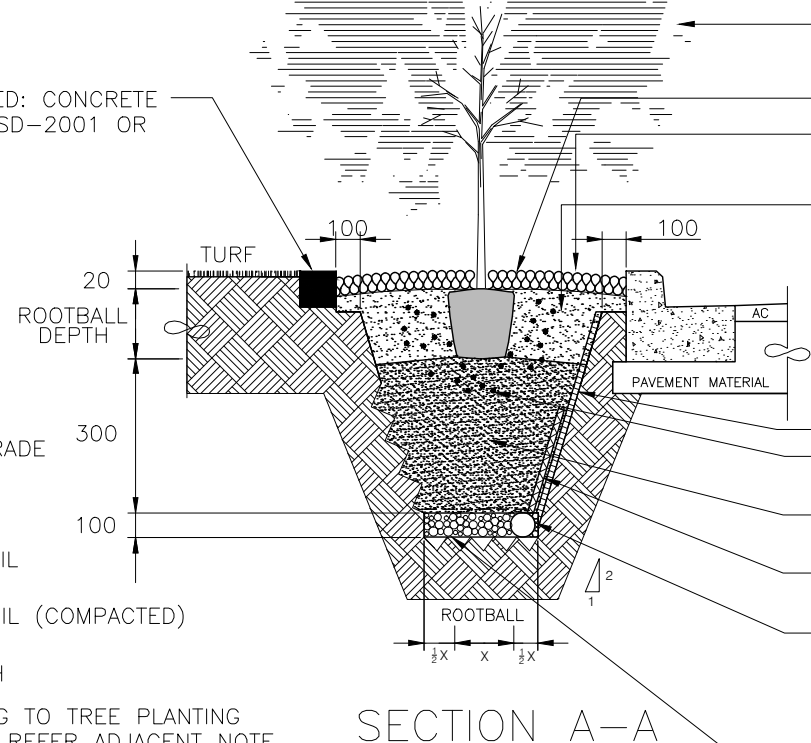 ED: CONCRETE
SD-2001 OR
100
100
TURF
20
ROOTBALL
DEPTH
AC
PAVEMENT MATERIAL
300
RADE
100
IL
2
1
IL (COMPACTED)
ROOTBALL
½X
X
½X
H
G TO TREE PLANTING
REFER ADJACENT NOTE
SECTION A-A